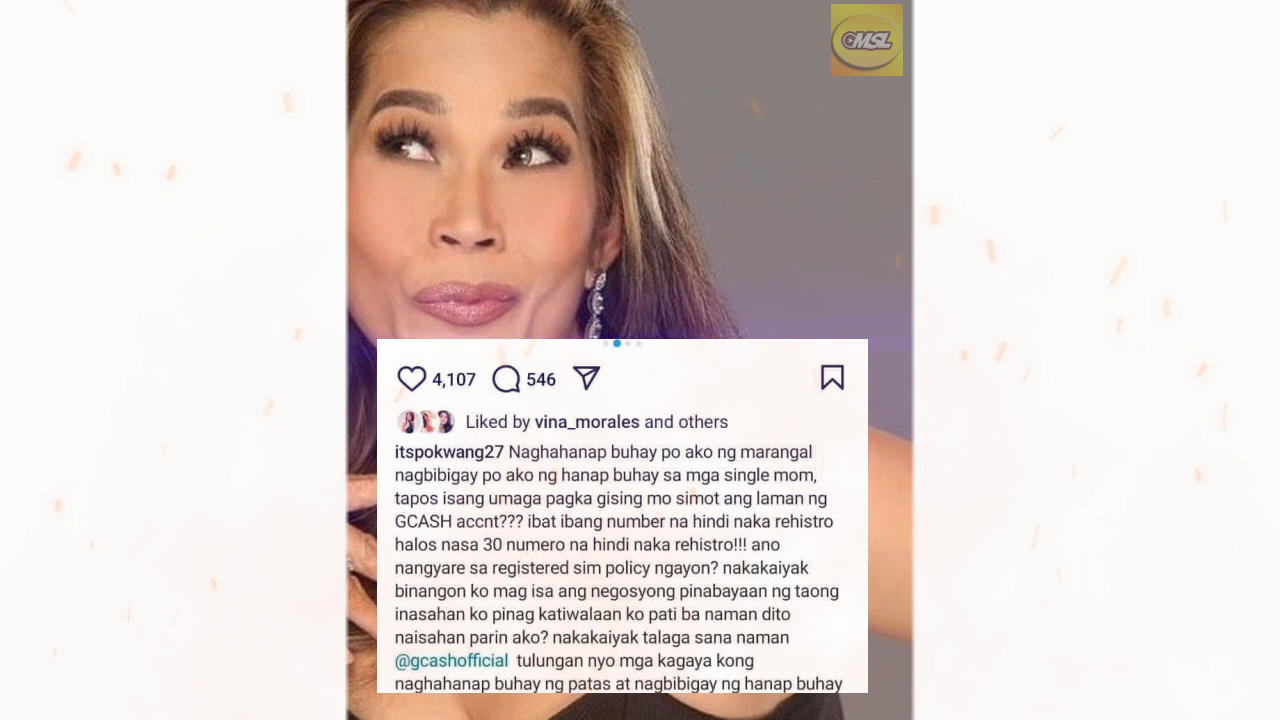 MSL
4,107 546
Liked by vina_morales and others
itspokwang27 Naghahanap buhay po ako ng marangal
nagbibigay po ako ng hanap buhay sa mga single mom,
tapos isang umaga pagka gising mo simot ang laman ng
GCASH accnt??? ibat ibang number na hindi naka rehistro
halos nasa 30 numero na hindi naka rehistro!!! ano
nangyare sa registered sim policy ngayon? nakakaiyak
binangon ko mag isa ang negosyong pinabayaan ng taong
inasahan ko pinag katiwalaan ko pati ba naman dito
naisahan parin ako? nakakaiyak talaga sana naman
@gcashofficial tulungan nyo mga kagaya kong
naghahanap buhay ng patas at nagbibigay ng hanap buhay